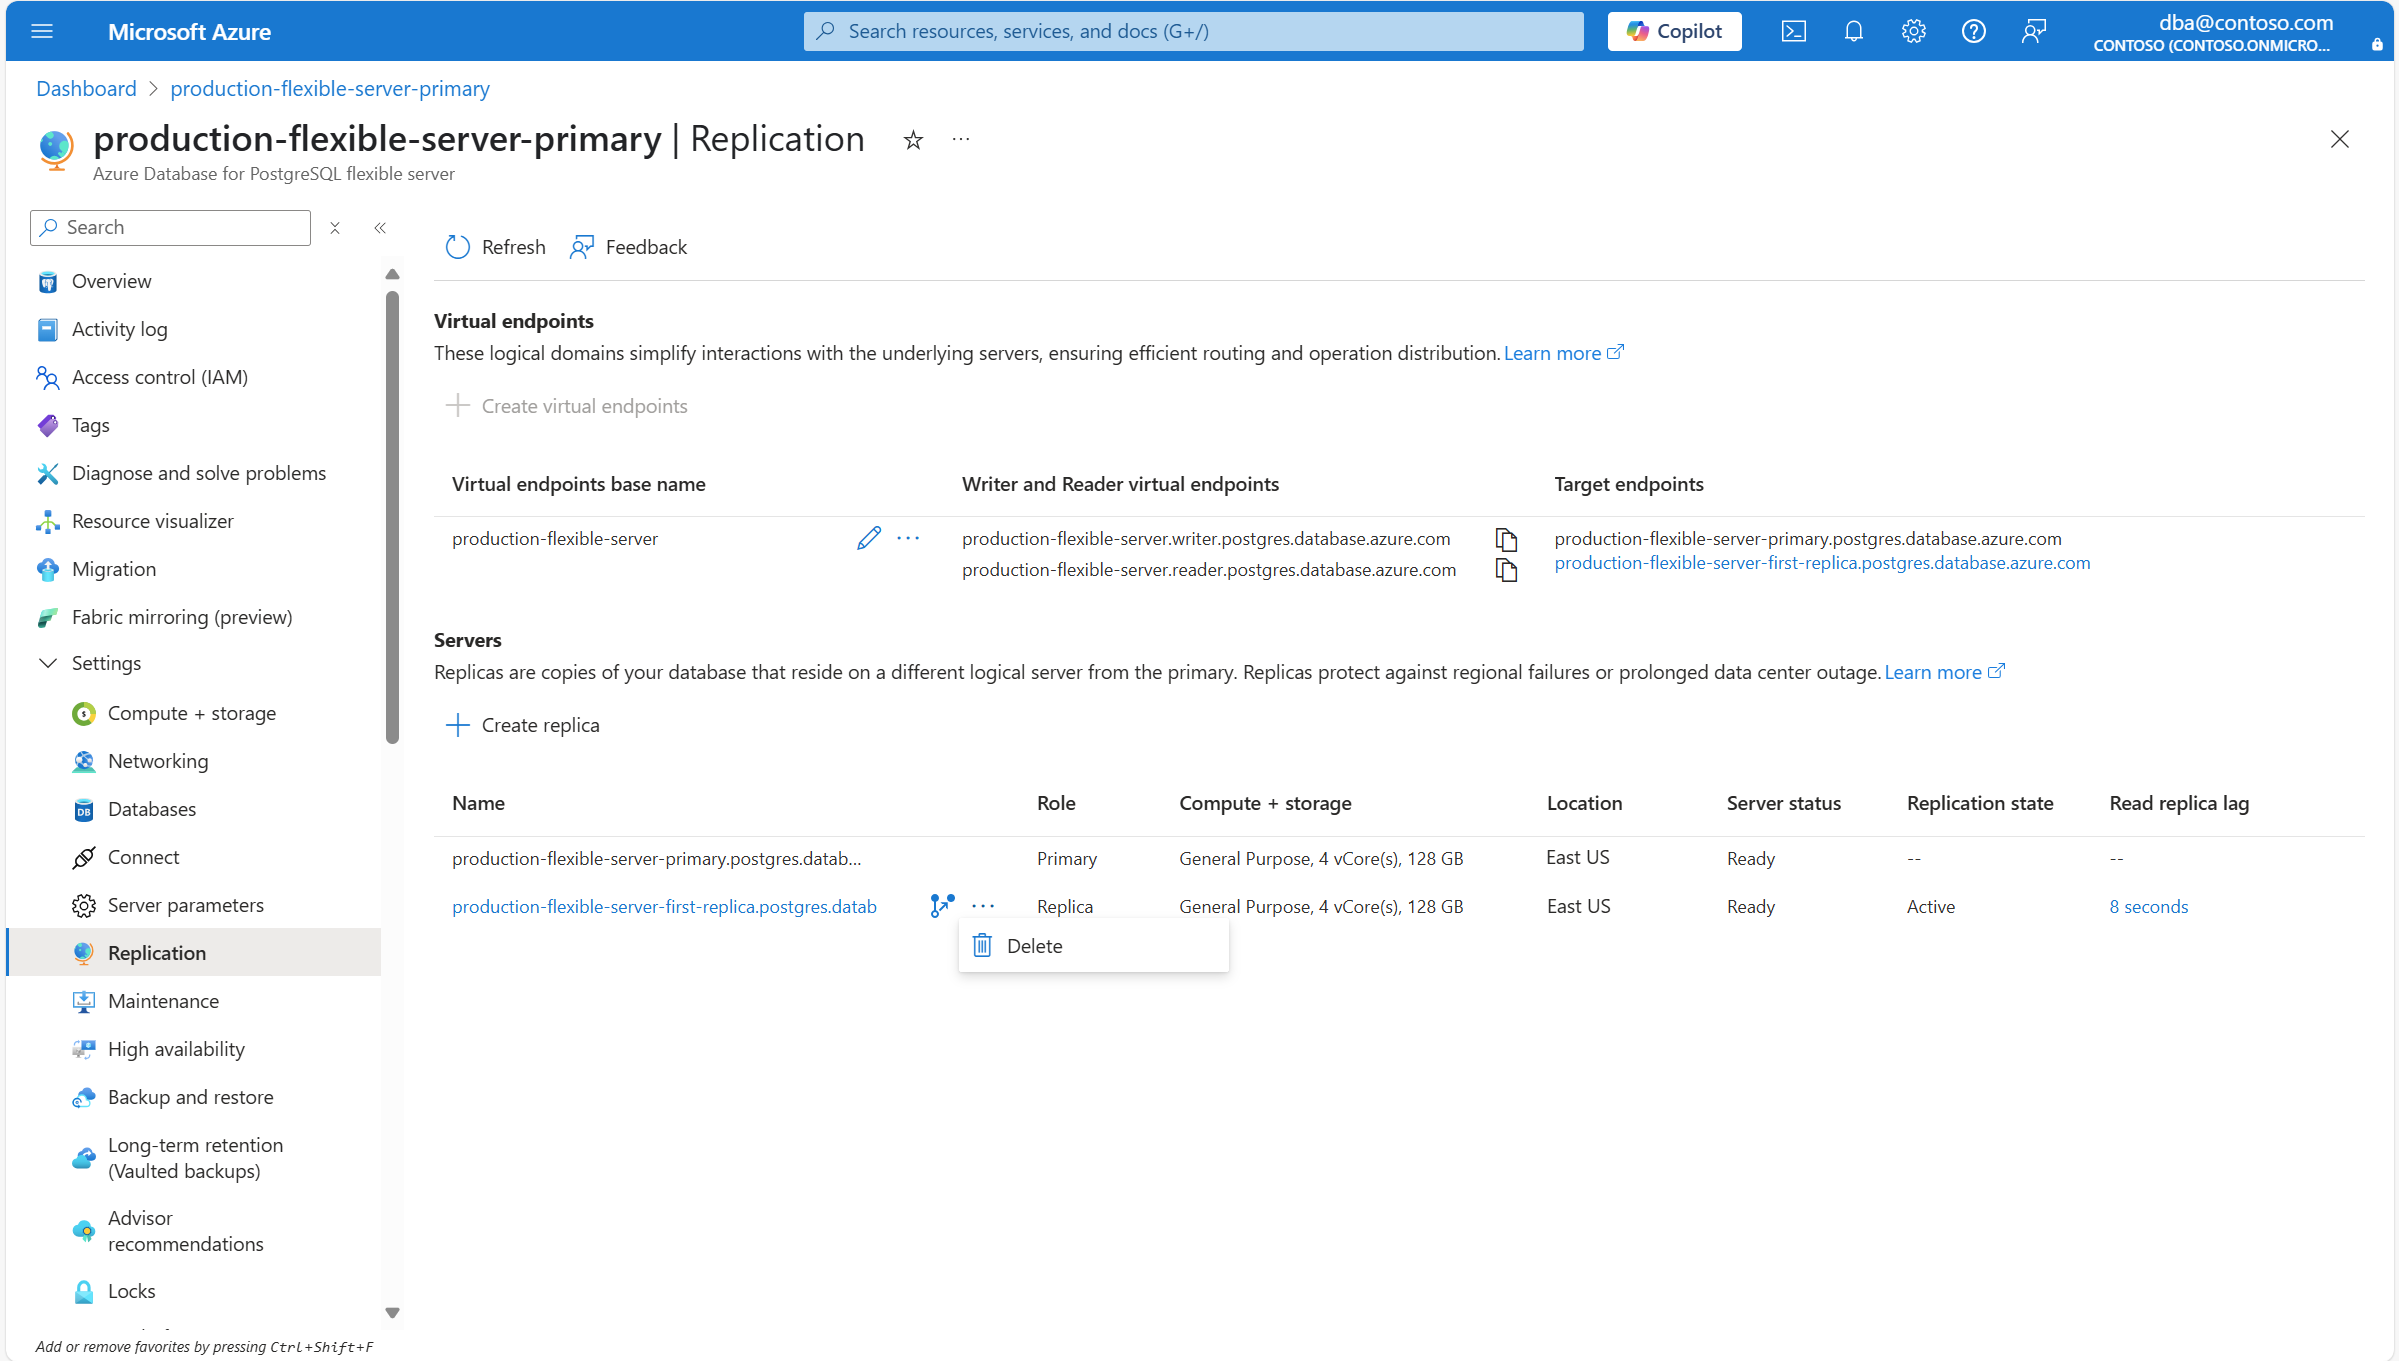 Microsoft Azure
Search resources, services, and docs (G+/)
Copilot
dba@contoso.com
CONTOSO (CONTOSO.ONMICRO...
Dashboard > production-flexible-server-primary
production-flexible-server-primary | Replication
Azure Database for PostgreSQL flexible server
Search
Overview
Activity log
Access control (IAM)
Tags
Diagnose and solve problems
Resource visualizer
Migration
Fabric mirroring (preview)
Settings
Compute + storage
Networking
Databases
Connect
Server parameters
Replication
Maintenance
High availability
Backup and restore
Long-term retention
(Vaulted backups)
Advisor
recommendations
Locks
Add or remove favorites by pressing Ctrl+Shift+F
Refresh Feedback
Virtual endpoints
These logical domains simplify interactions with the underlying servers, ensuring efficient routing and operation distribution. Learn more
Create virtual endpoints
Virtual endpoints base name Writer and Reader virtual endpoints Target endpoints
production-flexible-server production-flexible-server.writer.postgres.database.azure.com production-flexible-server-primary.postgres.database.azure.com
production-flexible-server.reader.postgres.database.azure.com production-flexible-server-first-replica.postgres.database.azure.com
Servers
Replicas are copies of your database that reside on a different logical server from the primary. Replicas protect against regional failures or prolonged data center outage. Learn more
Create replica
Name Role Compute + storage Location Server status Replication state Read replica lag
production-flexible-server-primary.postgres.datab... Primary General Purpose, 4 vCore(s), 128 GB East US Ready -- --
production-flexible-server-first-replica.postgres.datab ... Replica General Purpose, 4 vCore(s), 128 GB East US Ready Active 8 seconds
Delete